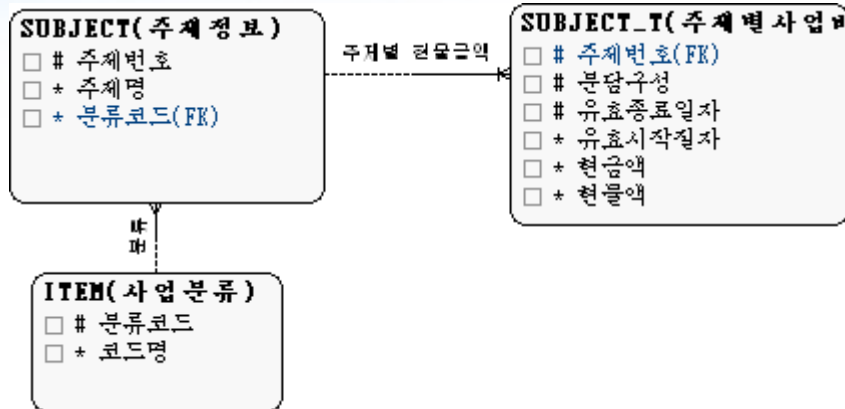 SUBJECT(주제정보)
# 주제번호
* 주제명
* 분류코드(FK)
주제별 현물금액
SUBJECT_T(주제별사업비
# 주제번호(FK)
# 분담구성
# 유효종료일자
* 유효시작일자
* 현금액
* 현물액
분류
ITEM(사업분류)
# 분류코드
* 코드명